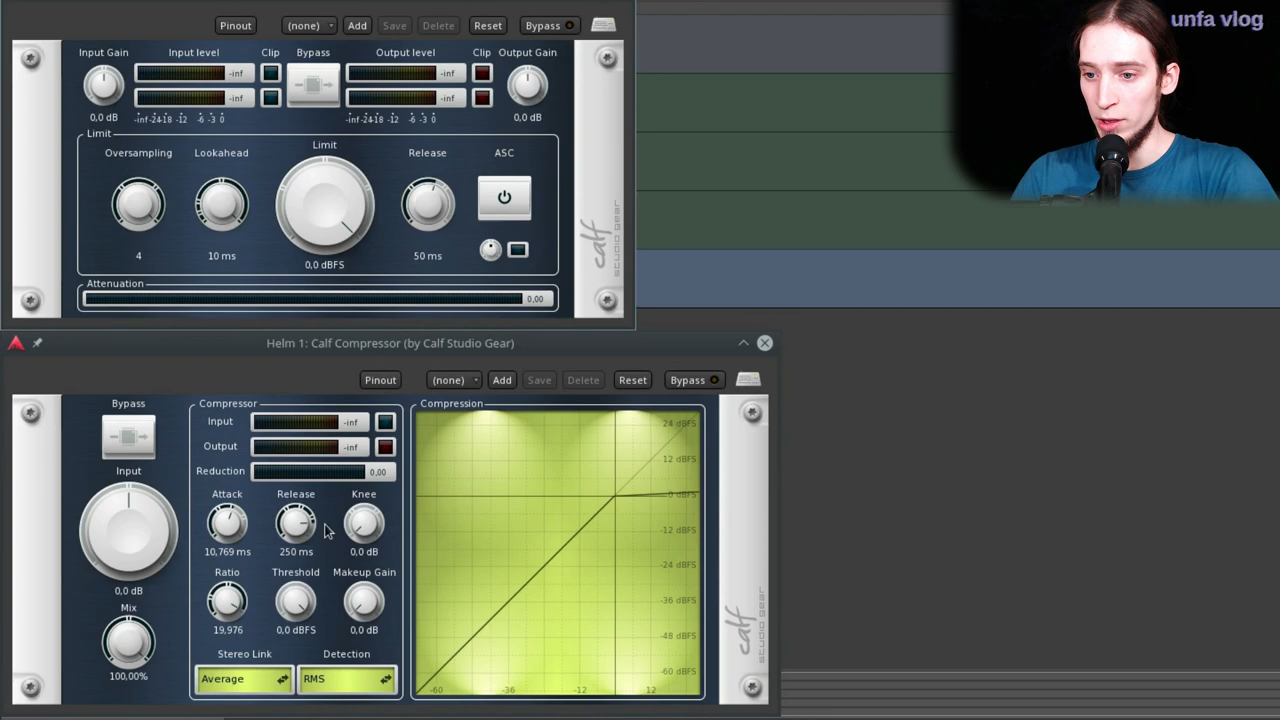 unfa vlog
Pinout (none) Add Save Delete Reset Bypass
Input Gain Input level Clip Bypass Output level Clip Output Gain
-inf -inf
-inf -inf
0,0 dB -inf -24 -18 -12 -6 -3 0 -inf -24 -18 -12 -6 -3 0 0,0 dB
Limit
Oversampling Lookahead Limit Release ASC
4 10 ms 0,0 dBFS 50 ms
calf
studio gear
Attenuation
0,00
Helm 1: Calf Compressor (by Calf Studio Gear)
Pinout (none) Add Save Delete Reset Bypass
Bypass Compressor Compression
Input -inf
Output -inf
Reduction 0,00
Input
Attack Release Knee
10,769 ms 250 ms 0,0 dB
Ratio Threshold Makeup Gain
0,0 dB
Mix
19,976 0,0 dBFS 0,0 dB
Stereo Link Detection
100,00% Average RMS
24 dBFS
12 dBFS
0 dBFS
-12 dBFS
-24 dBFS
-36 dBFS
-48 dBFS
-60 dBFS
-60 -36 -12 12
calf
studio gear